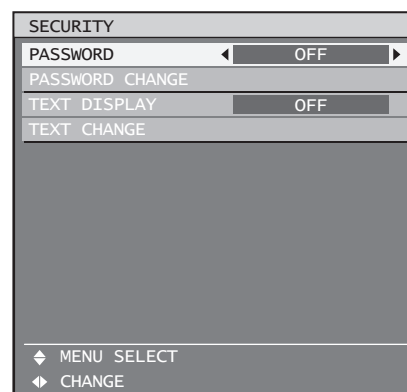 SECURITY
PASSWORD OFF
PASSWORD CHANGE
TEXT DISPLAY OFF
TEXT CHANGE
MENU SELECT
CHANGE